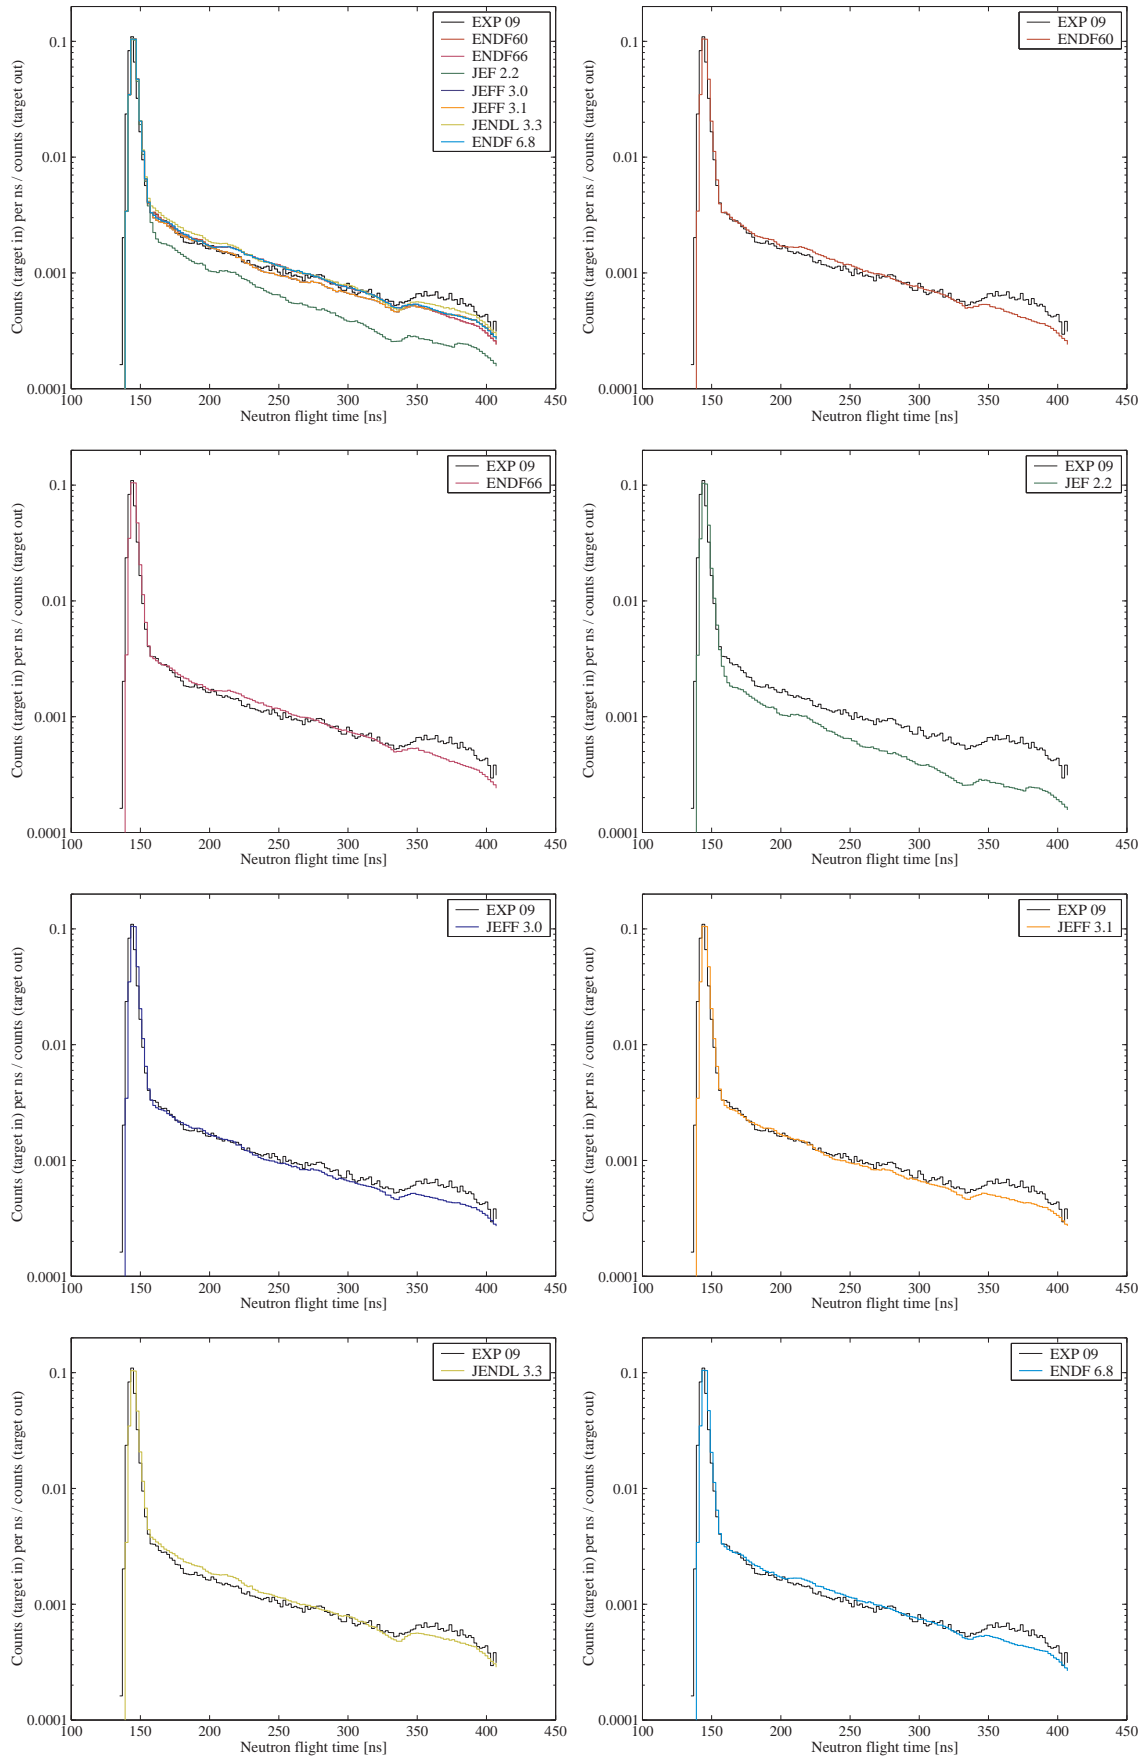 EXP 09
ENDF60
ENDF66
JEF 2.2
JEFF 3.0
JEFF 3.1
JENDL 3.3
ENDF 6.8
0.1
0.01
0.001
0.0001
100 150 200 250 300 350 400 450
Neutron flight time [ns]
Counts (target in) per ns / counts (target out)
EXP 09
ENDF60
0.1
0.01
0.001
0.0001
100 150 200 250 300 350 400 450
Neutron flight time [ns]
Counts (target in) per ns / counts (target out)
EXP 09
ENDF66
0.1
0.01
0.001
0.0001
100 150 200 250 300 350 400 450
Neutron flight time [ns]
Counts (target in) per ns / counts (target out)
EXP 09
JEF 2.2
0.1
0.01
0.001
0.0001
100 150 200 250 300 350 400 450
Neutron flight time [ns]
Counts (target in) per ns / counts (target out)
EXP 09
JEFF 3.0
0.1
0.01
0.001
0.0001
100 150 200 250 300 350 400 450
Neutron flight time [ns]
Counts (target in) per ns / counts (target out)
EXP 09
JEFF 3.1
0.1
0.01
0.001
0.0001
100 150 200 250 300 350 400 450
Neutron flight time [ns]
Counts (target in) per ns / counts (target out)
EXP 09
JENDL 3.3
0.1
0.01
0.001
0.0001
100 150 200 250 300 350 400 450
Neutron flight time [ns]
Counts (target in) per ns / counts (target out)
EXP 09
ENDF 6.8
0.1
0.01
0.001
0.0001
100 150 200 250 300 350 400 450
Neutron flight time [ns]
Counts (target in) per ns / counts (target out)